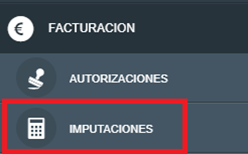 € FACTURACION
AUTORIZACIONES
IMPUTACIONES